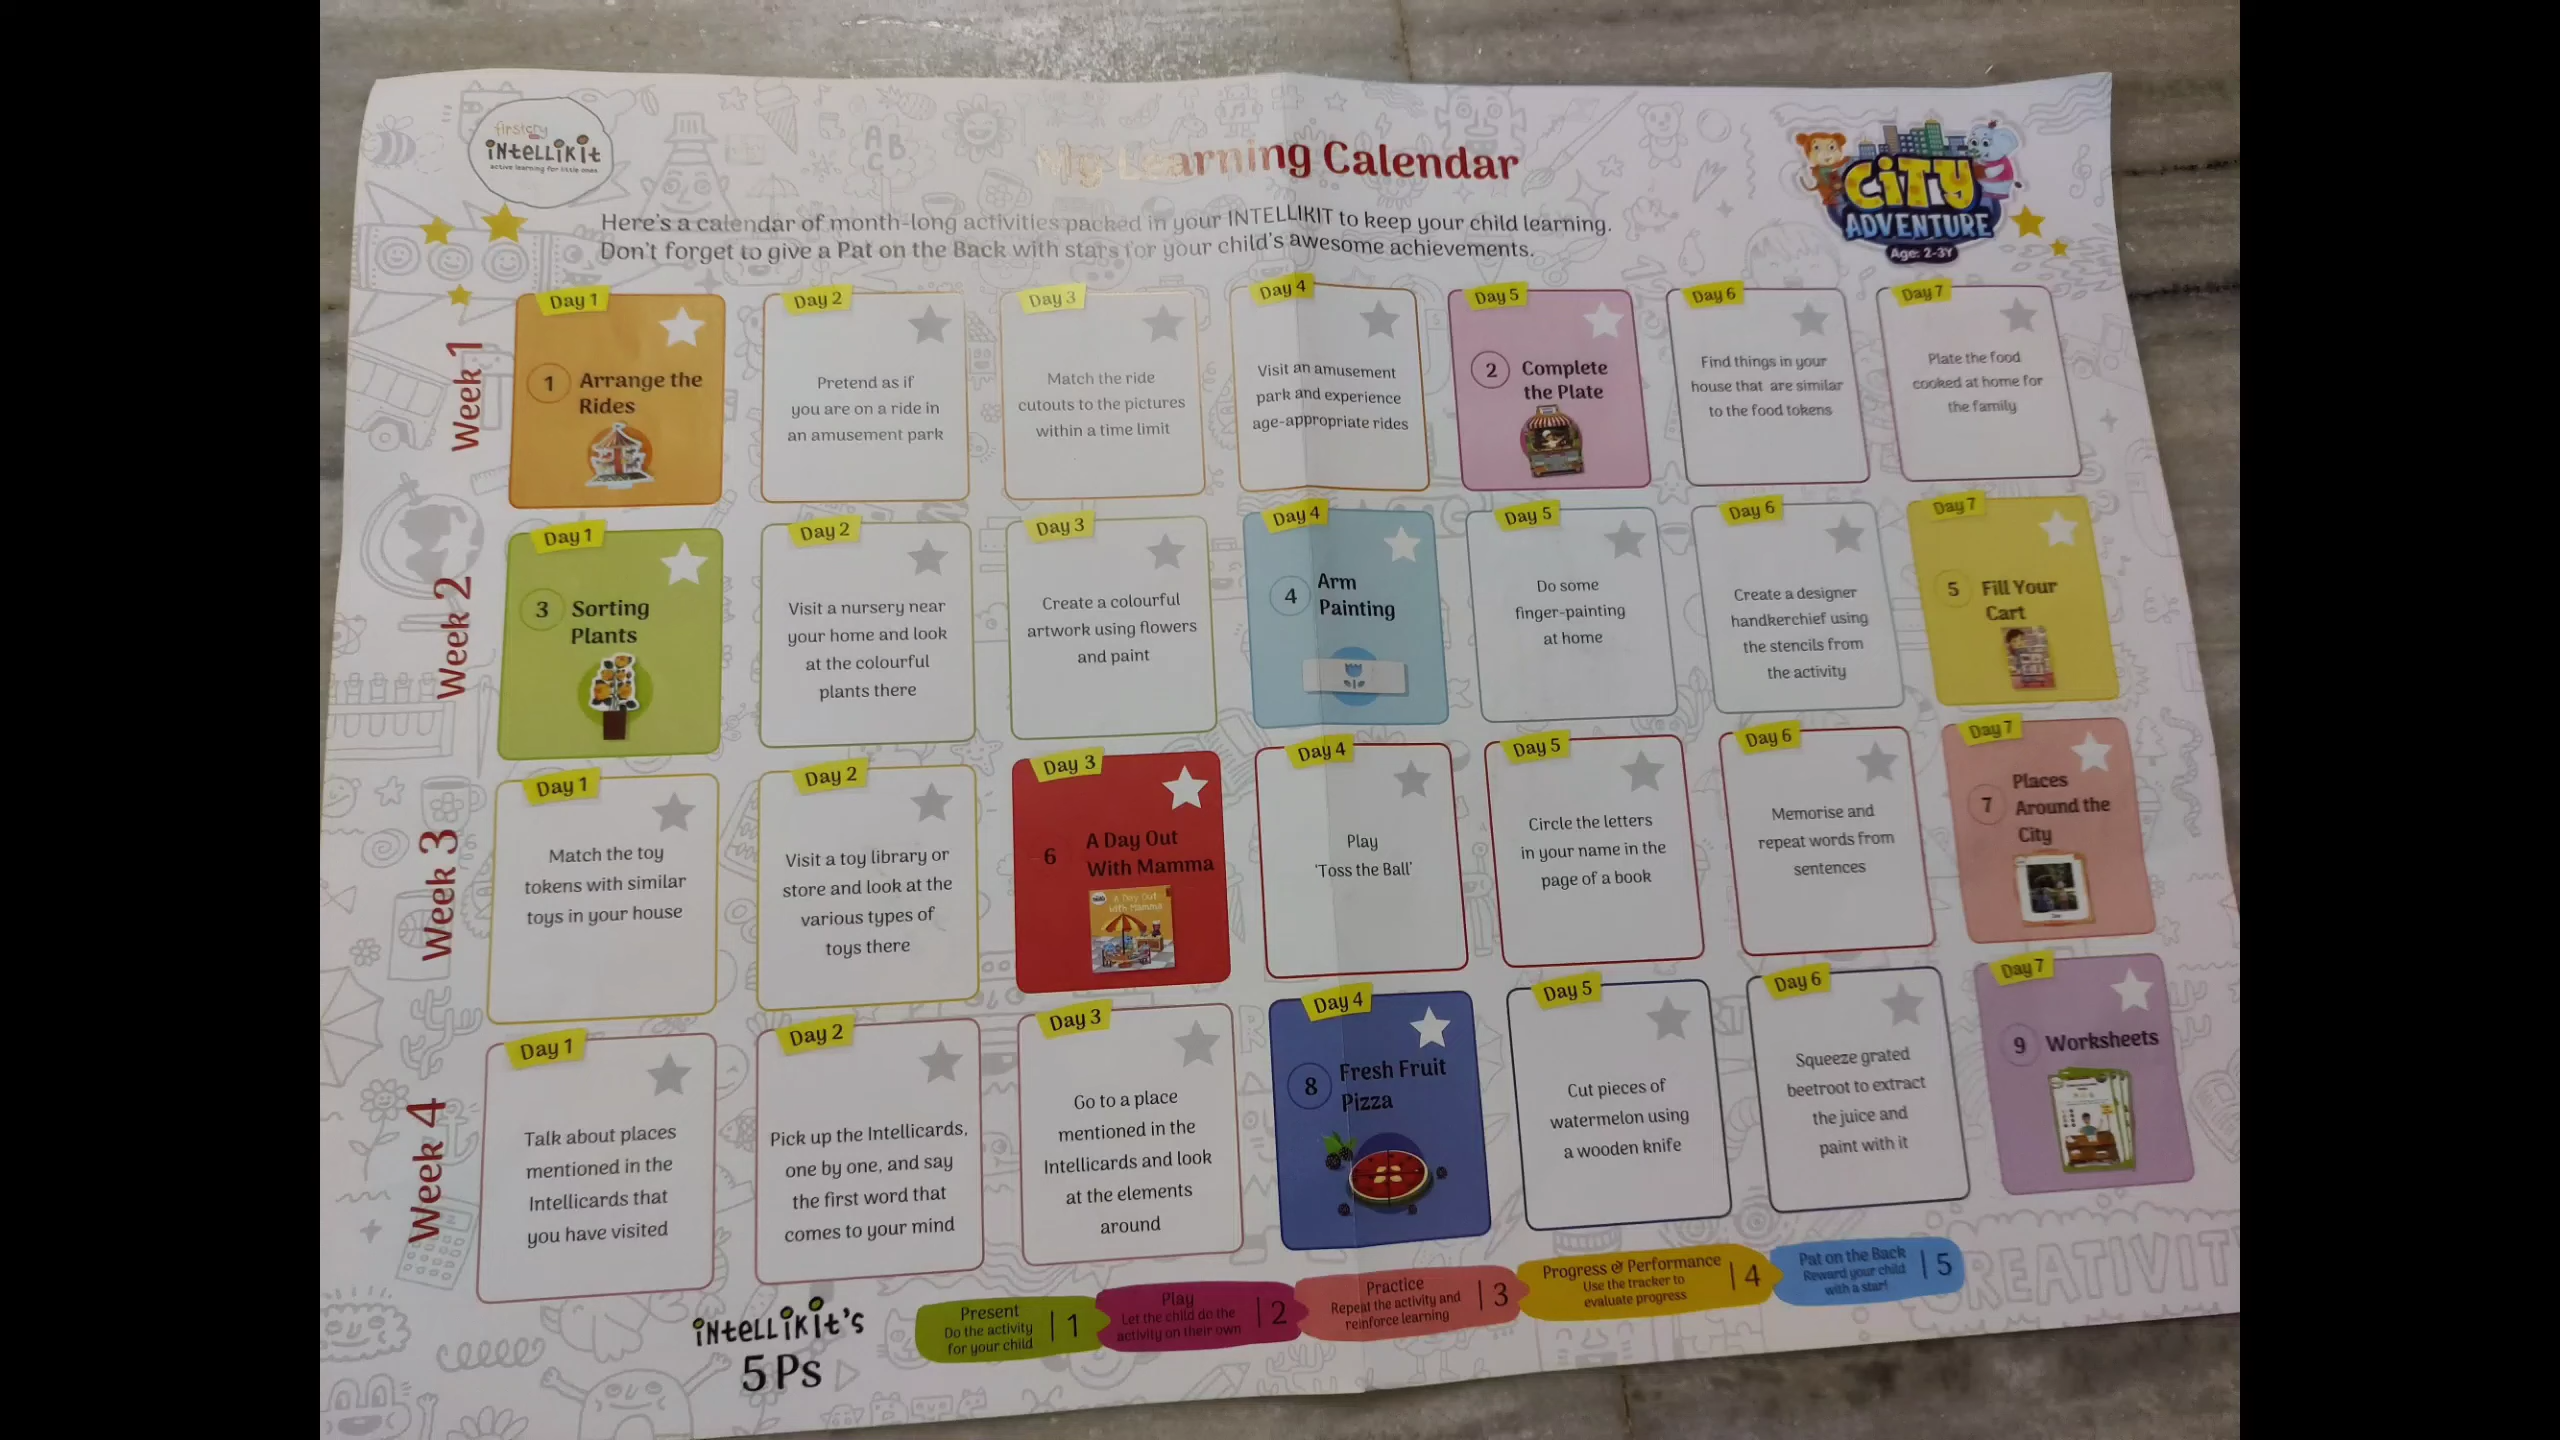 firstcry
iNtELLiKit
active learning for little ones
My Learning Calendar
CiTY
ADVENTURE
Age: 2-3Y
Here's a calendar of month-long activities packed in your INTELLIKIT to keep your child learning.
Don't forget to give a Pat on the Back with stars for your child's awesome achievements.
Week 1
Day 1
1 Arrange the
Rides
Day 2
Pretend as if
you are on a ride in
an amusement park
Day 3
Match the ride
cutouts to the pictures
within a time limit
Day 4
Visit an amusement
park and experience
age-appropriate rides
Day 5
2 Complete
the Plate
Day 6
Find things in your
house that are similar
to the food tokens
Day 7
Plate the food
cooked at home for
the family
Week 2
Day 1
3 Sorting
Plants
Day 2
Visit a nursery near
your home and look
at the colourful
plants there
Day 3
Create a colourful
artwork using flowers
and paint
Day 4
4 Arm
Painting
Day 5
Do some
finger-painting
at home
Day 6
Create a designer
handkerchief using
the stencils from
the activity
Day 7
5 Fill Your
Cart
Week 3
Day 1
Match the toy
tokens with similar
toys in your house
Day 2
Visit a toy library or
store and look at the
various types of
toys there
Day 3
6 A Day Out
With Mamma
A Day Out
with Mamma
Day 4
Play
'Toss the Ball'
Day 5
Circle the letters
in your name in the
page of a book
Day 6
Memorise and
repeat words from
sentences
Day 7
7 Places
Around the
City
Week 4
Day 1
Talk about places
mentioned in the
Intellicards that
you have visited
Day 2
Pick up the Intellicards,
one by one, and say
the first word that
comes to your mind
Day 3
Go to a place
mentioned in the
Intellicards and look
at the elements
around
Day 4
8 Fresh Fruit
Pizza
Day 5
Cut pieces of
watermelon using
a wooden knife
Day 6
Squeeze grated
beetroot to extract
the juice and
paint with it
Day 7
9 Worksheets
iNtELLiKit's
5 Ps
Present
Do the activity
for your child
1
Play
Let the child do the
activity on their own
2
Practice
Repeat the activity and
reinforce learning
3
Progress & Performance
Use the tracker to
evaluate progress
4
Pat on the Back
Reward your child
with a star!
5
CREATIVIT